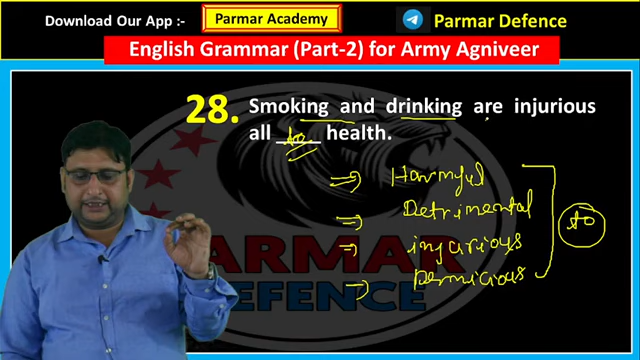 Download Our App :- Parmar Academy Parmar Defence
English Grammar (Part-2) for Army Agniveer
28. Smoking and drinking are injurious
all to health.
Harmful
Detrimental
injurious
Pernicious
to
PARMAR
DEFENCE